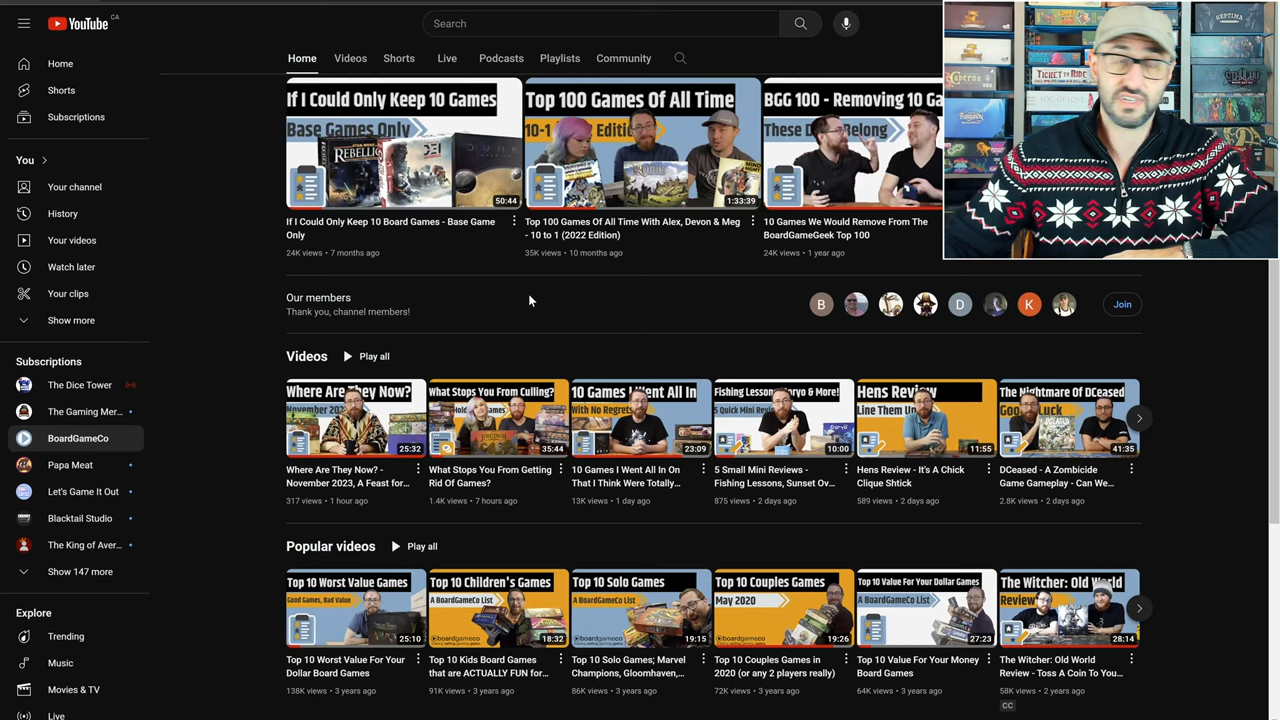 YouTube CA
Search
Home
Shorts
Subscriptions
You
Your channel
History
Your videos
Watch later
Your clips
Show more
Subscriptions
The Dice Tower
The Gaming Mer...
BoardGameCo
Papa Meat
Let's Game It Out
Blacktail Studio
The King of Aver...
Show 147 more
Explore
Trending
Music
Movies & TV
Live
Home Videos Shorts Live Podcasts Playlists Community
If I Could Only Keep 10 Games
Base Games Only
REBELLION
DUNE
50:44
If I Could Only Keep 10 Board Games - Base Game
Only
24K views • 7 months ago
Top 100 Games Of All Time
10-1
Edition
1:33:39
Top 100 Games Of All Time With Alex, Devon & Meg
- 10 to 1 (2022 Edition)
35K views • 10 months ago
BGG 100 - Removing 10 Ga
These D
Belong
10 Games We Would Remove From The
BoardGameGeek Top 100
24K views • 1 year ago
HEPTIMA
Caverna
TICKET TO RIDE
Burgundy
Our members
Thank you, channel members!
B
D
K
Join
Videos
Play all
Where Are They Now?
November 202
25:32
Where Are They Now? -
November 2023, A Feast for...
317 views • 1 hour ago
What Stops You From Culling?
35:44
What Stops You From Getting
Rid Of Games?
1.4K views • 7 hours ago
10 Games I Went All In
With No Regrets
23:09
10 Games I Went All In On
That I Think Were Totally...
13K views • 1 day ago
Fishing Lessons, Corvo & More!
5 Quick Mini Reviews
10:00
5 Small Mini Reviews -
Fishing Lessons, Sunset Ov...
875 views • 2 days ago
Hens Review
Line Them Up
11:55
Hens Review - It's A Chick
Clique Shtick
589 views • 2 days ago
The Nightmare Of DCeased
Good Luck
41:35
DCeased - A Zombicide
Game Gameplay - Can We...
2.8K views • 2 days ago
Popular videos
Play all
Top 10 Worst Value Games
Good Games, Bad Value
25:10
Top 10 Worst Value For Your
Dollar Board Games
138K views • 3 years ago
Top 10 Children's Games
A BoardGameCo List
boardgameco
18:32
Top 10 Kids Board Games
that are ACTUALLY FUN for...
91K views • 3 years ago
Top 10 Solo Games
A BoardGameCo List
boardgameco
19:15
Top 10 Solo Games; Marvel
Champions, Gloomhaven,...
86K views • 3 years ago
Top 10 Couples Games
May 2020
boardgameco
19:26
Top 10 Couples Games in
2020 (or any 2 players really)
72K views • 3 years ago
Top 10 Value For Your Dollar Games
A BoardGameCo List
boardgameco
27:23
Top 10 Value For Your Money
Board Games
64K views • 3 years ago
The Witcher: Old World
Review
28:14
The Witcher: Old World
Review - Toss A Coin To You...
58K views • 2 years ago
CC